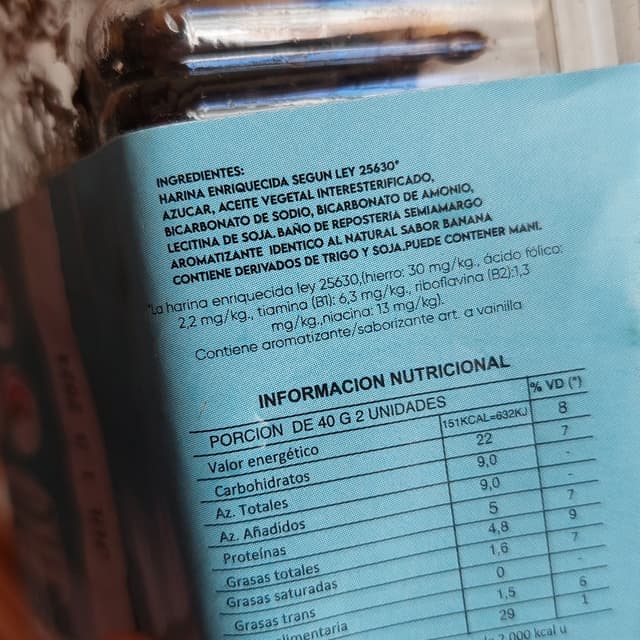 INGREDIENTES:
HARINA ENRIQUECIDA SEGUN LEY 25630*
AZUCAR, ACEITE VEGETAL INTERESTERIFICADO,
BICARBONATO DE SODIO, BICARBONATO DE AMONIO,
LECITINA DE SOJA. BAÑO DE REPOSTERIA SEMIAMARGO
AROMATIZANTE IDENTICO AL NATURAL SABOR BANANA
CONTIENE DERIVADOS DE TRIGO Y SOJA.PUEDE CONTENER MANI.
*La harina enriquecida ley 25630,(hierro: 30 mg/kg., ácido fólico:
2,2 mg/kg., tiamina (B1): 6,3 mg/kg., riboflavina (B2):1,3
mg/kg.,niacina: 13 mg/kg).
Contiene aromatizante/saborizante art. a vainilla
INFORMACION NUTRICIONAL
PORCION DE 40 G 2 UNIDADES % VD (*)
Valor energético 151KCAL=632KJ 8
Carbohidratos 22 7
Az. Totales 9,0 -
Az. Añadidos 9,0 -
Proteínas 5 7
Grasas totales 4,8 9
Grasas saturadas 1,6 7
Grasas trans 0 -
limentaria 1,5 6
29 1
2.000 kcal u